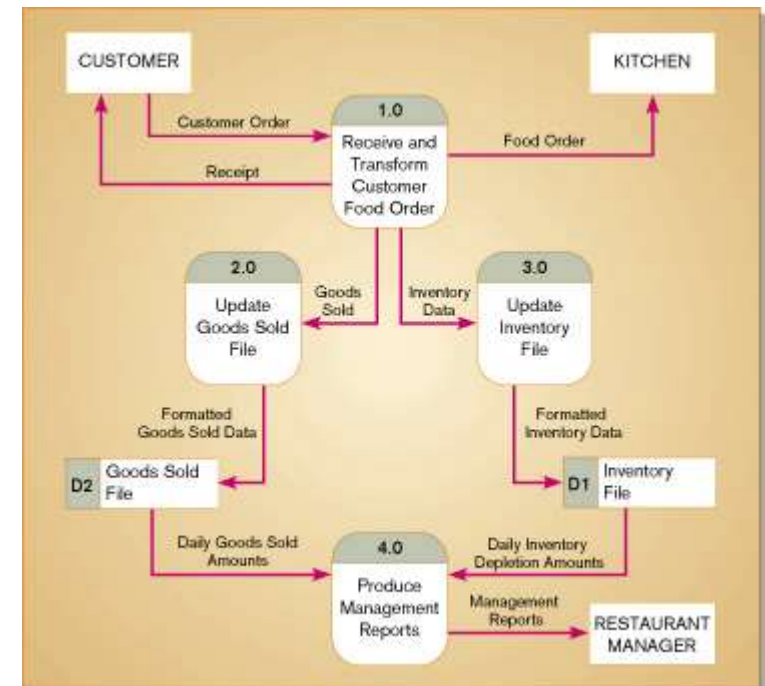 CUSTOMER
KITCHEN
Customer Order
Receipt
1.0
Receive and
Transform
Customer
Food Order
Food Order
2.0
Update
Goods Sold
File
Goods
Sold
Inventory
Data
3.0
Update
Inventory
File
Formatted
Goods Sold Data
Formatted
Inventory Data
D2
Goods Sold
File
D1
Inventory
File
Daily Goods Sold
Amounts
4.0
Produce
Management
Reports
Daily Inventory
Depletion Amounts
Management
Reports
RESTAURANT
MANAGER